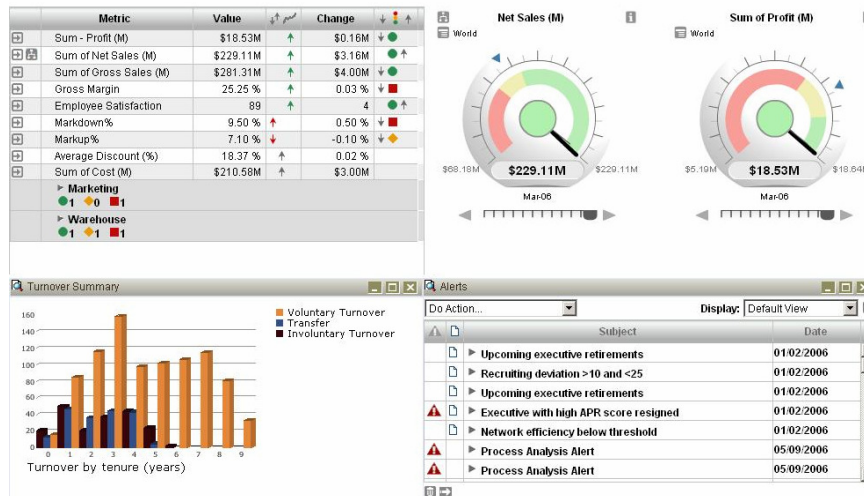 Metric Value Change
Sum - Profit (M) $18.53M $0.16M
Sum of Net Sales (M) $229.11M $3.16M
Sum of Gross Sales (M) $281.31M $4.00M
Gross Margin 25.25 % 0.03 %
Employee Satisfaction 89 4
Markdown% 9.50 % 0.50 %
Markup% 7.10 % -0.10 %
Average Discount (%) 18.37 % 0.02 %
Sum of Cost (M) $210.58M $3.00M
Marketing
1 0 1
Warehouse
1 1 1
Net Sales (M)
World
$68.18M $229.11M $229.11M
Mar-06
Sum of Profit (M)
World
$5.19M $18.53M $18.64M
Mar-06
Turnover Summary
160
140
120
100
80
60
40
20
0
0 1 2 3 4 5 6 7 8 9
Turnover by tenure (years)
Voluntary Turnover
Transfer
Involuntary Turnover
Alerts
Do Action... Display: Default View
Subject Date
Upcoming executive retirements 01/02/2006
Recruiting deviation >10 and <25 01/02/2006
Upcoming executive retirements 01/02/2006
Executive with high APR score resigned 01/02/2006
Network efficiency below threshold 01/02/2006
Process Analysis Alert 05/09/2006
Process Analysis Alert 05/09/2006